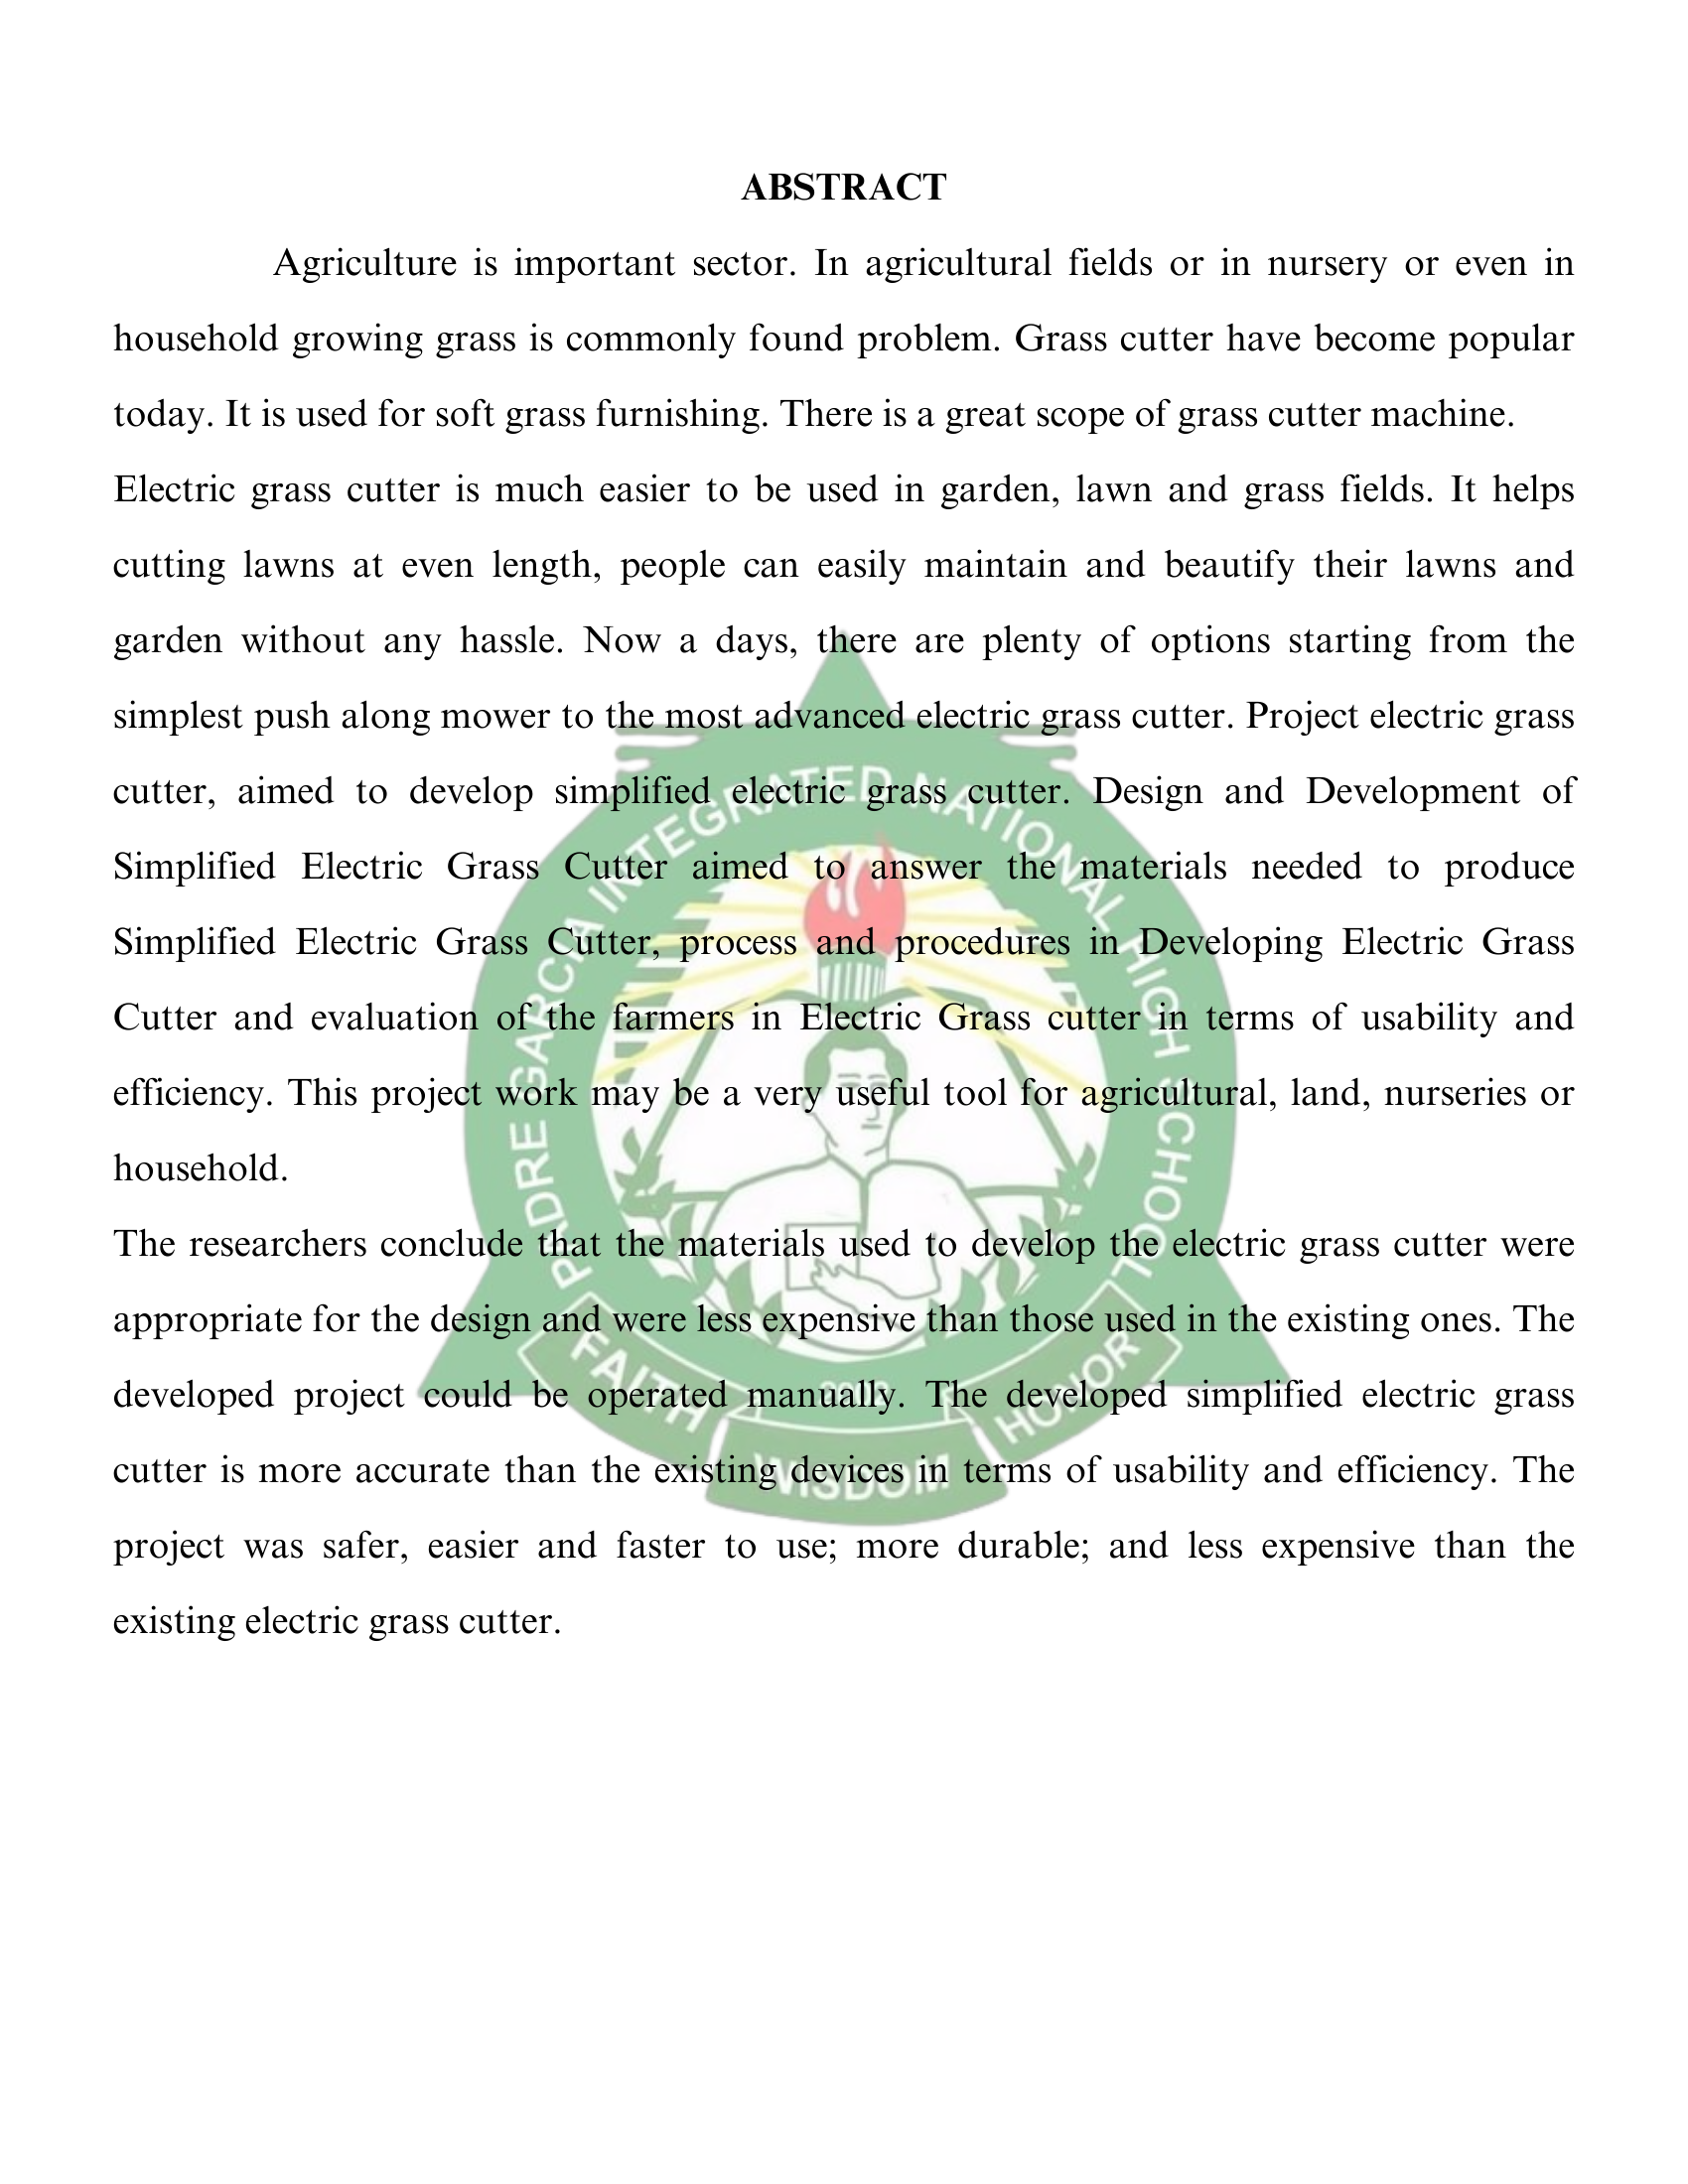 ABSTRACT
Agriculture is important sector. In agricultural fields or in nursery or even in
household growing grass is commonly found problem. Grass cutter have become popular
today. It is used for soft grass furnishing. There is a great scope of grass cutter machine.
Electric grass cutter is much easier to be used in garden, lawn and grass fields. It helps
cutting lawns at even length, people can easily maintain and beautify their lawns and
garden without any hassle. Now a days, there are plenty of options starting from the
simplest push along mower to the most advanced electric grass cutter. Project electric grass
cutter, aimed to develop simplified electric grass cutter. Design and Development of
Simplified Electric Grass Cutter aimed to answer the materials needed to produce
Simplified Electric Grass Cutter, process and procedures in Developing Electric Grass
Cutter and evaluation of the farmers in Electric Grass cutter in terms of usability and
efficiency. This project work may be a very useful tool for agricultural, land, nurseries or
household.
The researchers conclude that the materials used to develop the electric grass cutter were
appropriate for the design and were less expensive than those used in the existing ones. The
developed project could be operated manually. The developed simplified electric grass
cutter is more accurate than the existing devices in terms of usability and efficiency. The
project was safer, easier and faster to use; more durable; and less expensive than the
existing electric grass cutter.
PADRE GARCIA INTEGRATED NATIONAL HIGH SCHOOL
FAITH
WISDOM
HONOR